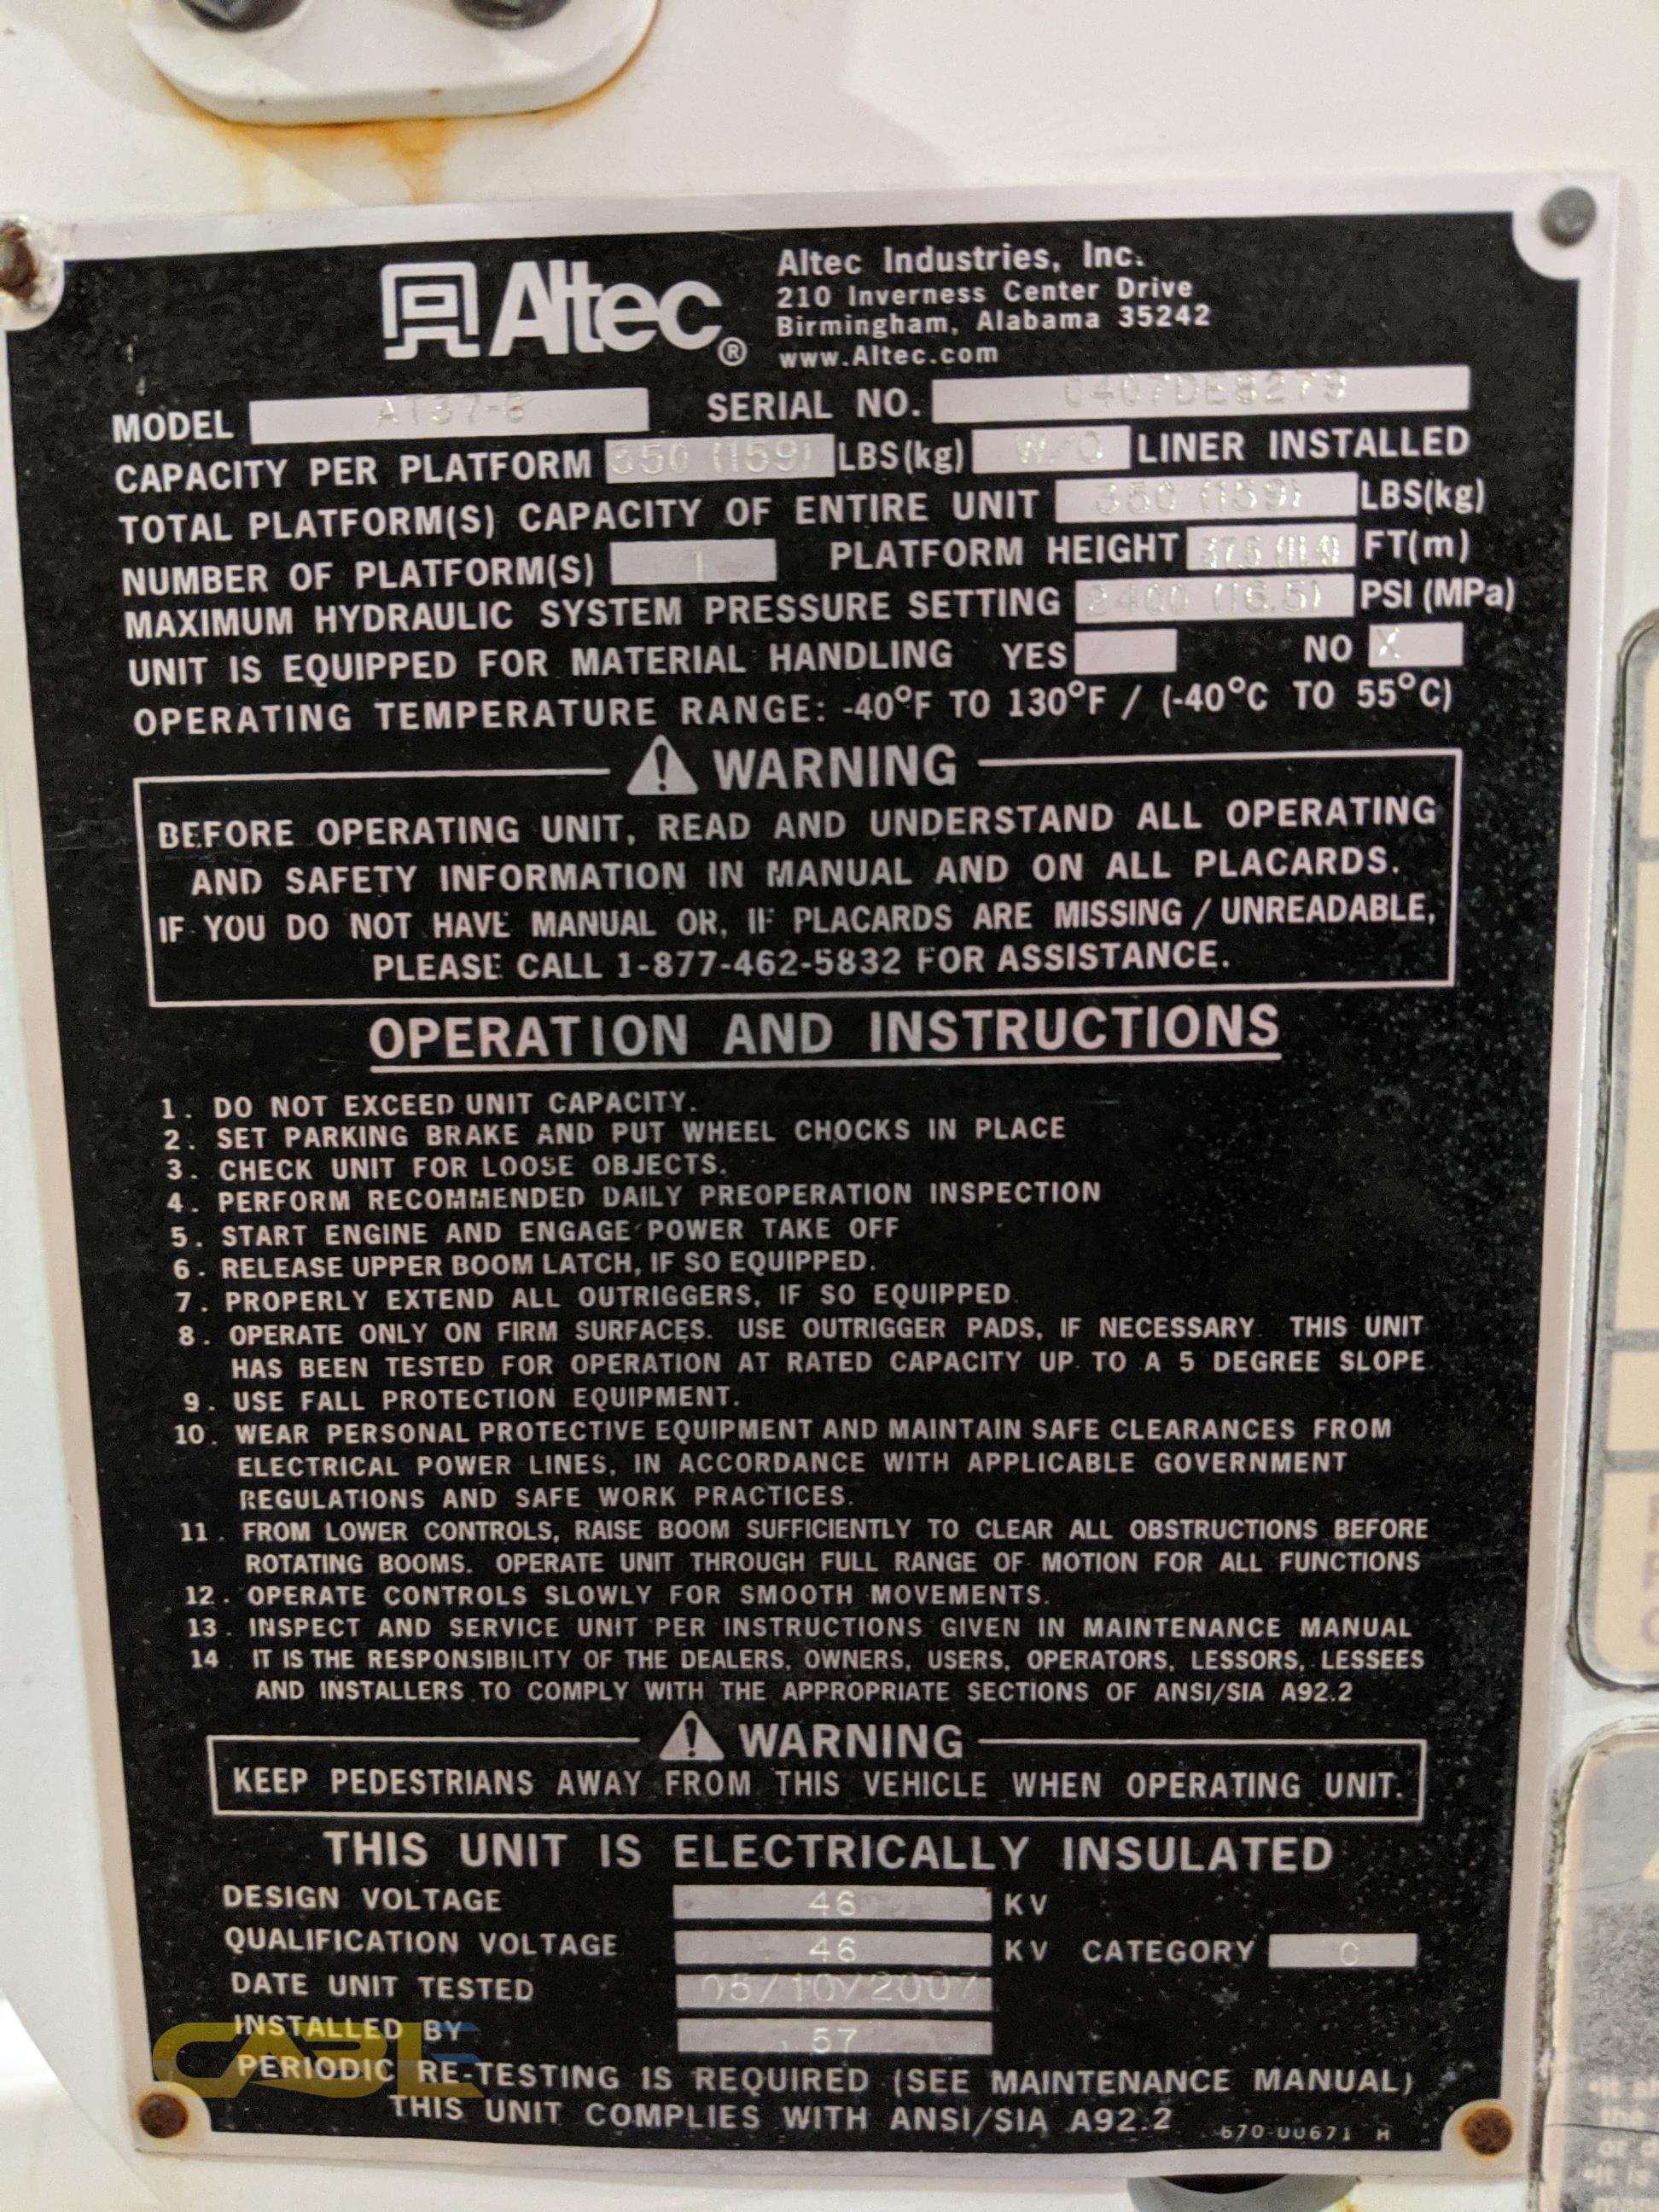 Altec®
Altec Industries, Inc.
210 Inverness Center Drive
Birmingham, Alabama 35242
www.Altec.com
MODEL SERIAL NO.
CAPACITY PER PLATFORM 350 (159) LBS(kg) W/O LINER INSTALLED
TOTAL PLATFORM(S) CAPACITY OF ENTIRE UNIT 350 (159) LBS(kg)
NUMBER OF PLATFORM(S) 1 PLATFORM HEIGHT 37.5 (11.4) FT(m)
MAXIMUM HYDRAULIC SYSTEM PRESSURE SETTING 2400 (16.5) PSI (MPa)
UNIT IS EQUIPPED FOR MATERIAL HANDLING YES NO X
OPERATING TEMPERATURE RANGE: -40°F TO 130°F / (-40°C TO 55°C)
WARNING
BEFORE OPERATING UNIT, READ AND UNDERSTAND ALL OPERATING
AND SAFETY INFORMATION IN MANUAL AND ON ALL PLACARDS.
IF YOU DO NOT HAVE MANUAL OR, IF PLACARDS ARE MISSING / UNREADABLE,
PLEASE CALL 1-877-462-5832 FOR ASSISTANCE.
OPERATION AND INSTRUCTIONS
1. DO NOT EXCEED UNIT CAPACITY.
2. SET PARKING BRAKE AND PUT WHEEL CHOCKS IN PLACE
3. CHECK UNIT FOR LOOSE OBJECTS.
4. PERFORM RECOMMENDED DAILY PREOPERATION INSPECTION
5. START ENGINE AND ENGAGE POWER TAKE OFF
6. RELEASE UPPER BOOM LATCH, IF SO EQUIPPED.
7. PROPERLY EXTEND ALL OUTRIGGERS, IF SO EQUIPPED.
8. OPERATE ONLY ON FIRM SURFACES. USE OUTRIGGER PADS, IF NECESSARY. THIS UNIT
HAS BEEN TESTED FOR OPERATION AT RATED CAPACITY UP TO A 5 DEGREE SLOPE
9. USE FALL PROTECTION EQUIPMENT.
10. WEAR PERSONAL PROTECTIVE EQUIPMENT AND MAINTAIN SAFE CLEARANCES FROM
ELECTRICAL POWER LINES, IN ACCORDANCE WITH APPLICABLE GOVERNMENT
REGULATIONS AND SAFE WORK PRACTICES.
11. FROM LOWER CONTROLS, RAISE BOOM SUFFICIENTLY TO CLEAR ALL OBSTRUCTIONS BEFORE
ROTATING BOOMS. OPERATE UNIT THROUGH FULL RANGE OF MOTION FOR ALL FUNCTIONS
12. OPERATE CONTROLS SLOWLY FOR SMOOTH MOVEMENTS.
13. INSPECT AND SERVICE UNIT PER INSTRUCTIONS GIVEN IN MAINTENANCE MANUAL
14. IT IS THE RESPONSIBILITY OF THE DEALERS, OWNERS, USERS, OPERATORS, LESSORS, LESSEES
AND INSTALLERS TO COMPLY WITH THE APPROPRIATE SECTIONS OF ANSI/SIA A92.2
WARNING
KEEP PEDESTRIANS AWAY FROM THIS VEHICLE WHEN OPERATING UNIT.
THIS UNIT IS ELECTRICALLY INSULATED
DESIGN VOLTAGE 46 KV
QUALIFICATION VOLTAGE 46 KV CATEGORY C
DATE UNIT TESTED 05/10/2007
INSTALLED BY 57
PERIODIC RE-TESTING IS REQUIRED (SEE MAINTENANCE MANUAL)
THIS UNIT COMPLIES WITH ANSI/SIA A92.2 670-00671 H
CABLE